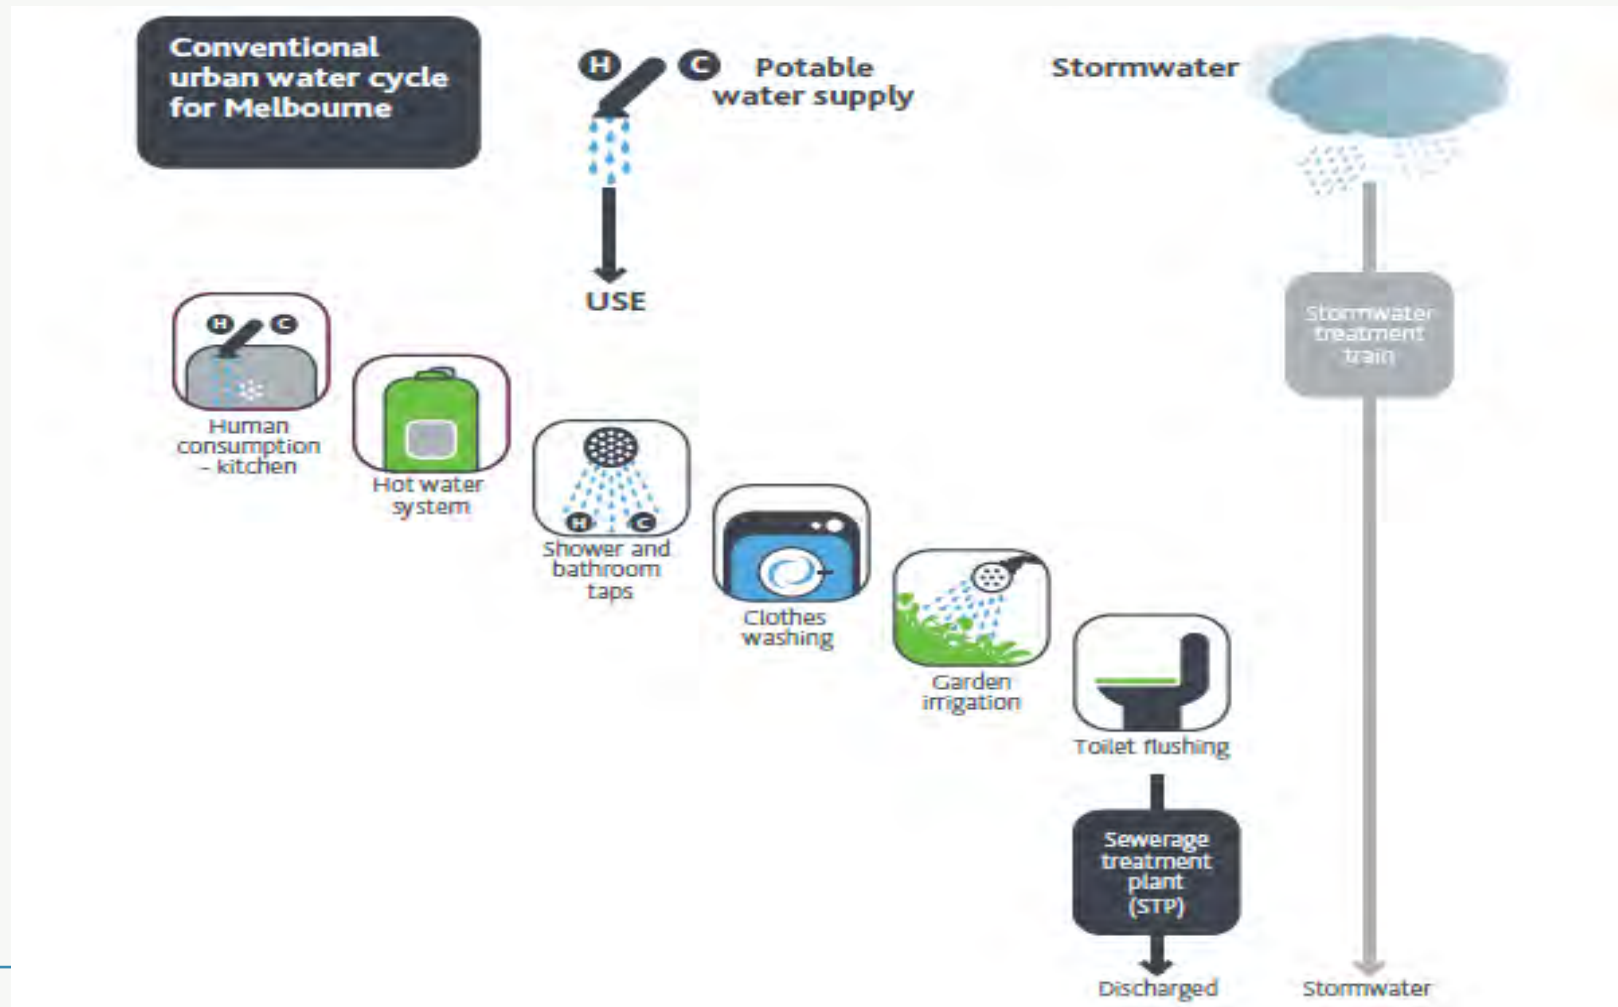 Conventional
urban water cycle
for Melbourne
H C Potable
water supply
Stormwater
USE
Stormwater
treatment
train
H C
Human
consumption
- kitchen
Hot water
system
H C
Shower and
bathroom
taps
Clothes
washing
Garden
irrigation
Toilet flushing
Sewerage
treatment
plant
(STP)
Discharged
Stormwater